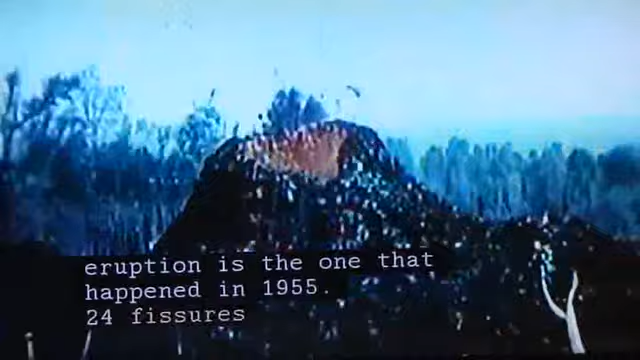 eruption is the one that
happened in 1955.
24 fissures